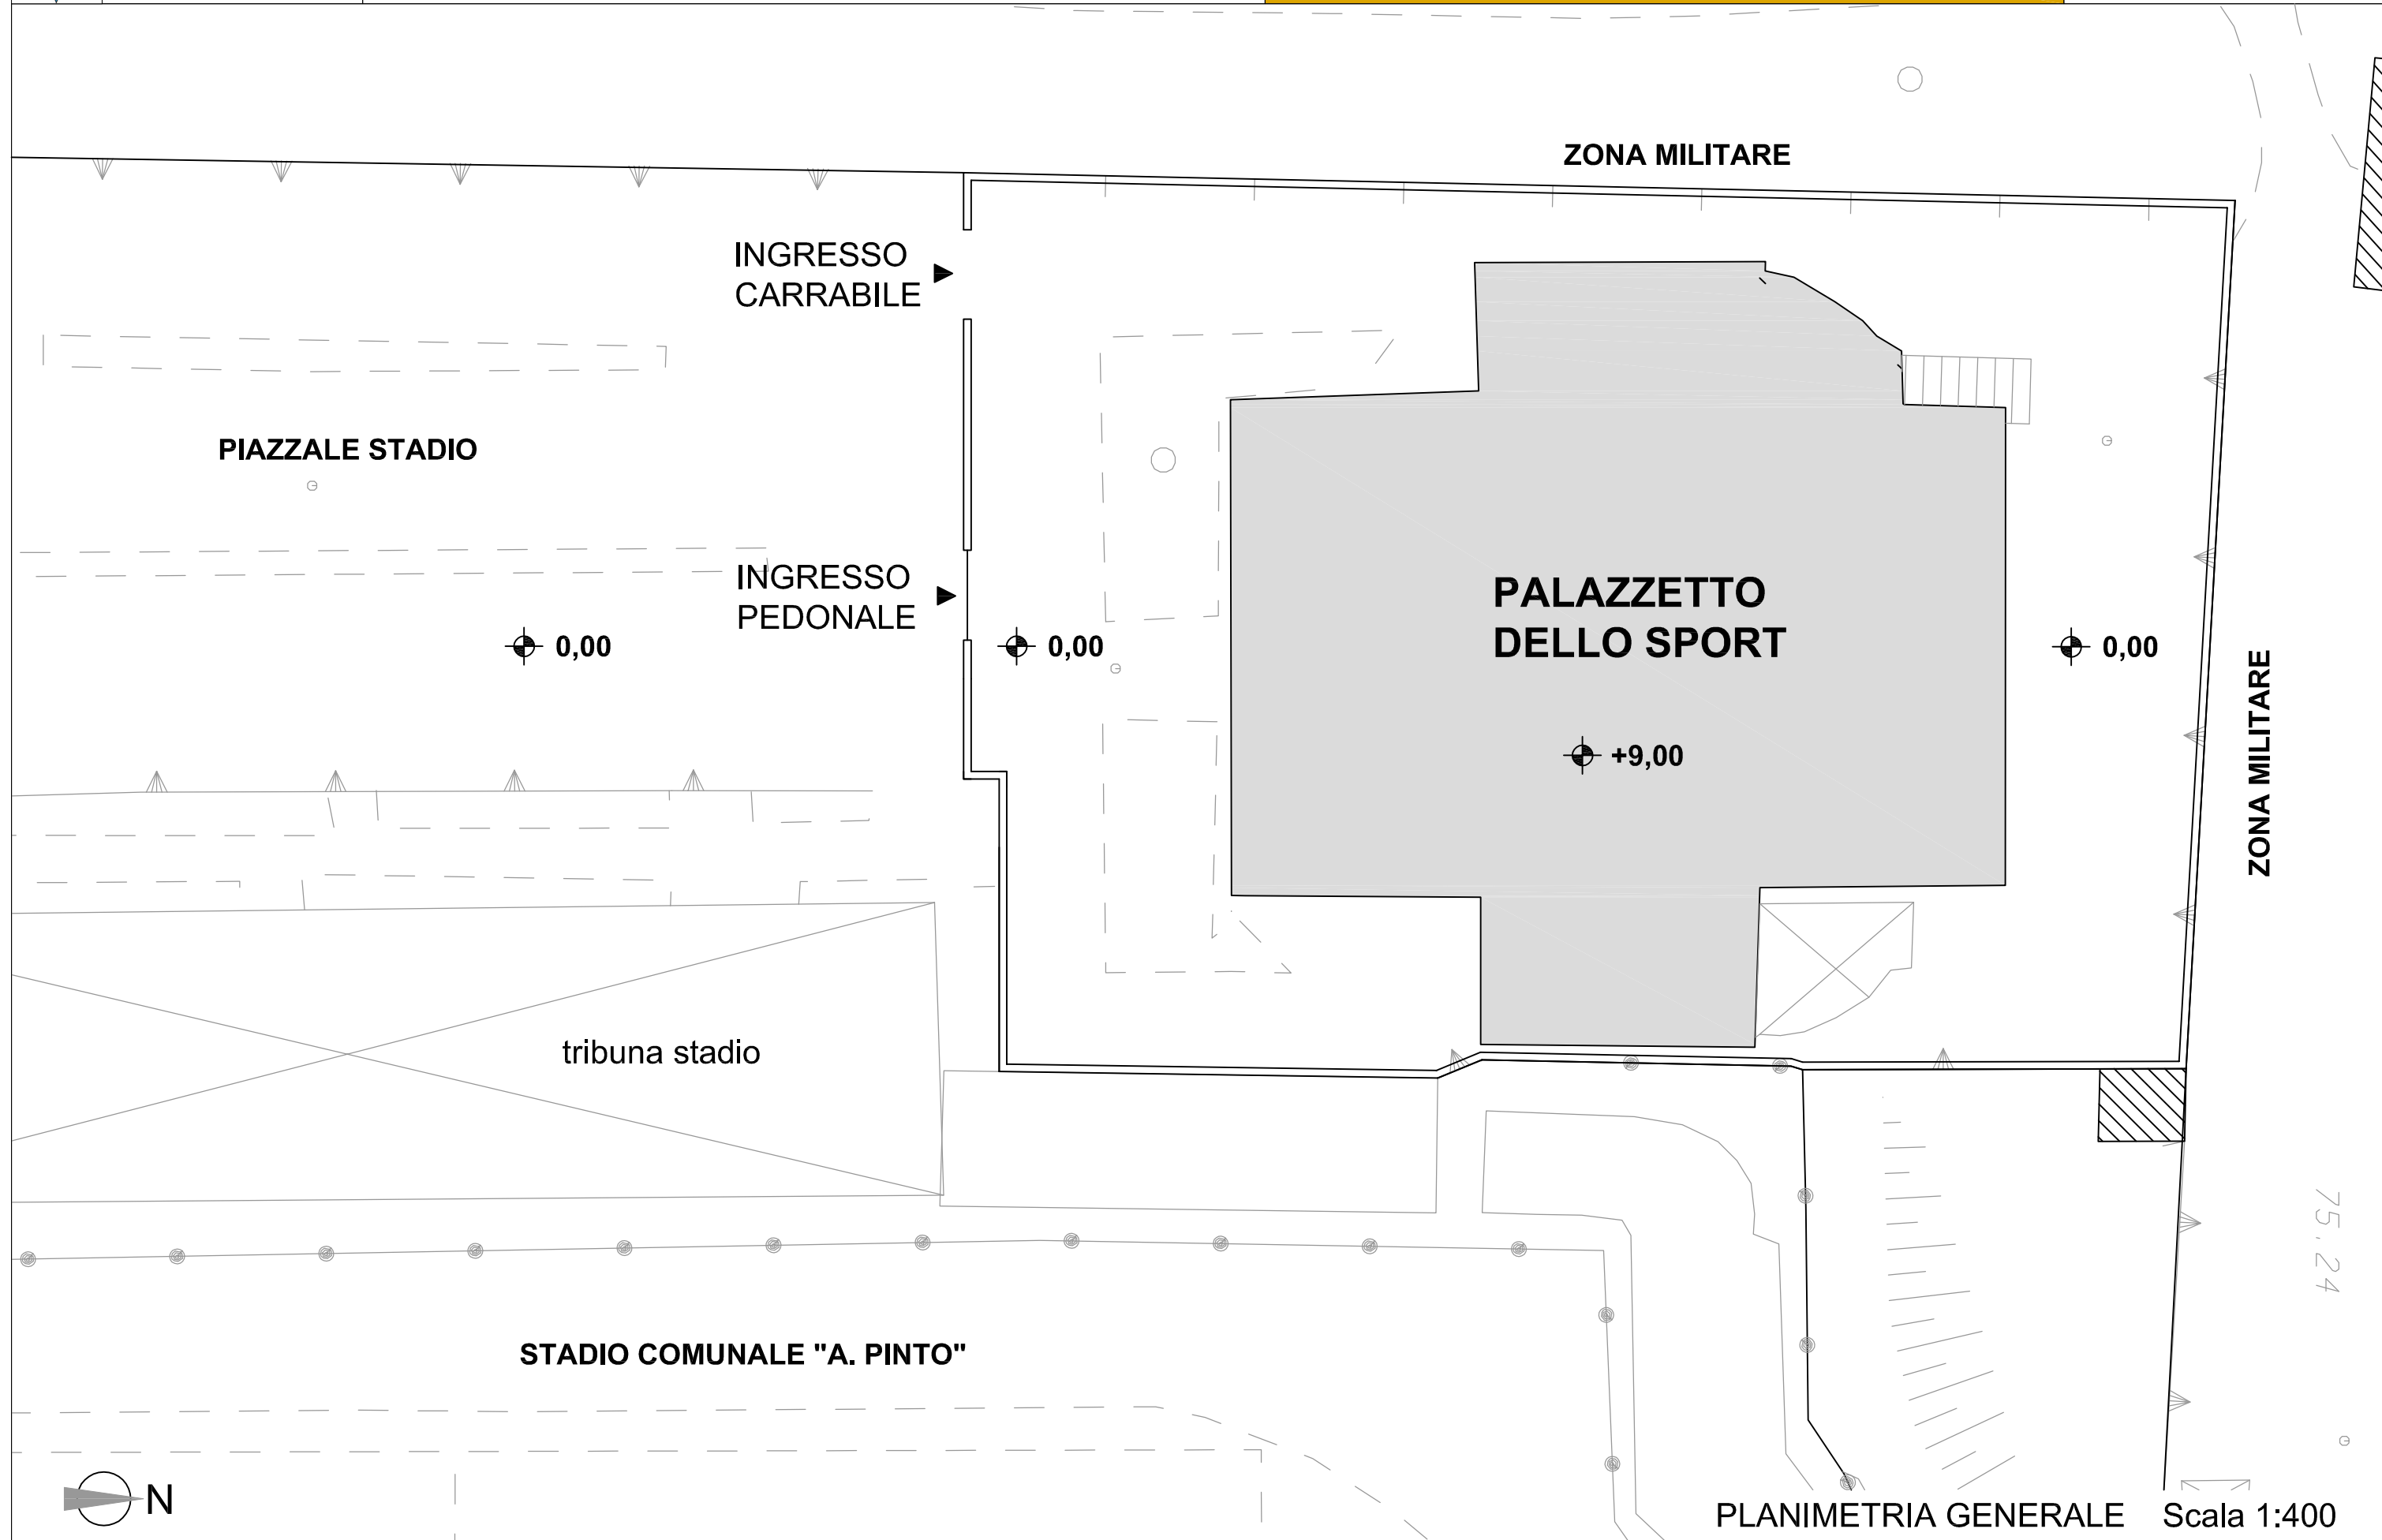 ZONA MILITARE
INGRESSO
CARRABILE
PIAZZALE STADIO
INGRESSO
PEDONALE
PALAZZETTO
DELLO SPORT
0,00
0,00
0,00
ZONA MILITARE
+9,00
tribuna stadio
75.24
STADIO COMUNALE "A. PINTO"
N
PLANIMETRIA GENERALE Scala 1:400